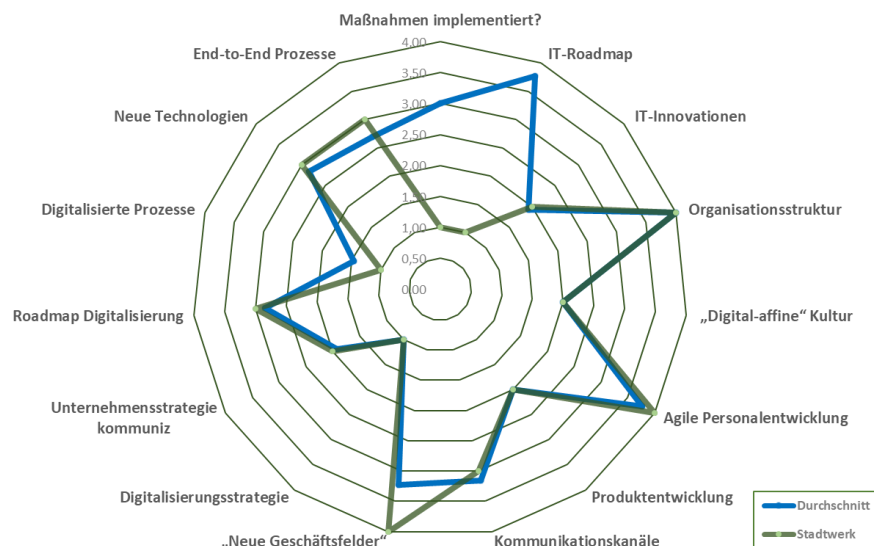 Maßnahmen implementiert?
End-to-End Prozesse
IT-Roadmap
Neue Technologien
IT-Innovationen
Digitalisierte Prozesse
Organisationsstruktur
Roadmap Digitalisierung
„Digital-affine“ Kultur
Unternehmensstrategie
kommuniz
Agile Personalentwicklung
Digitalisierungsstrategie
Produktentwicklung
„Neue Geschäftsfelder“
Kommunikationskanäle
4,00
3,50
3,00
2,50
2,00
1,50
1,00
0,50
0,00
Durchschnitt
Stadtwerk